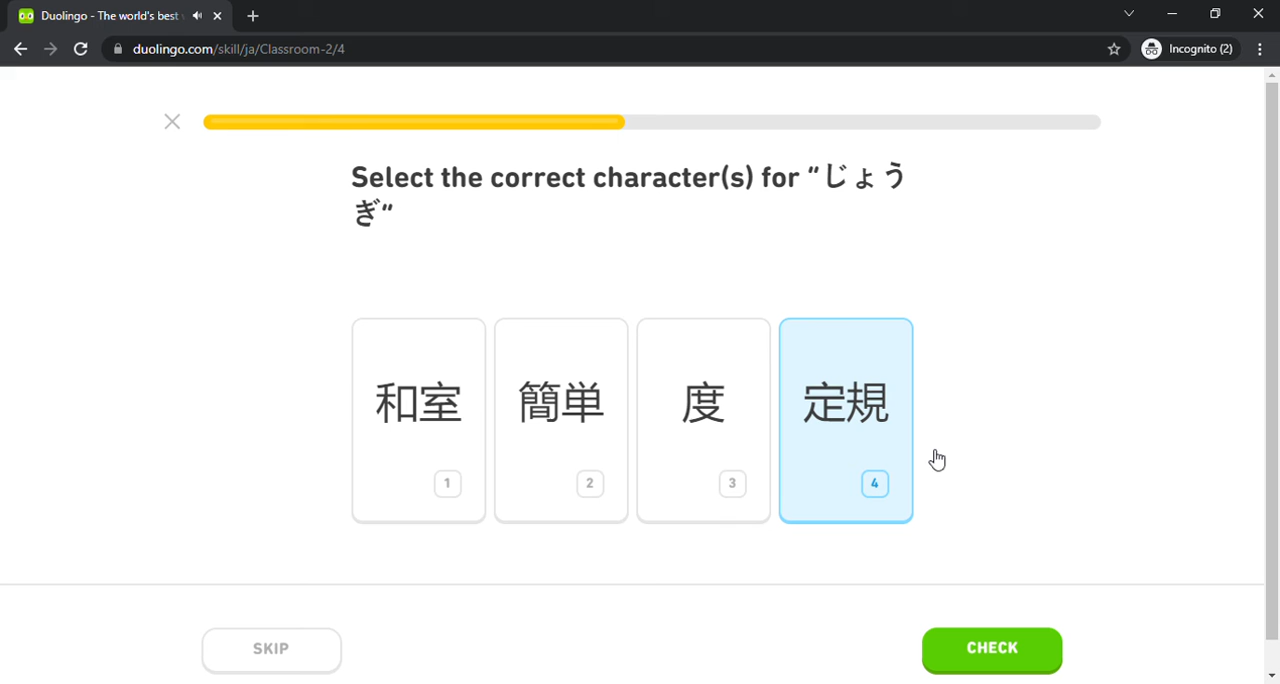 Duolingo - The world's best
duolingo.com/skill/ja/Classroom-2/4
Incognito (2)
Select the correct character(s) for "じょう
ぎ"
和室 簡単 度 定規
1 2 3 4
SKIP CHECK